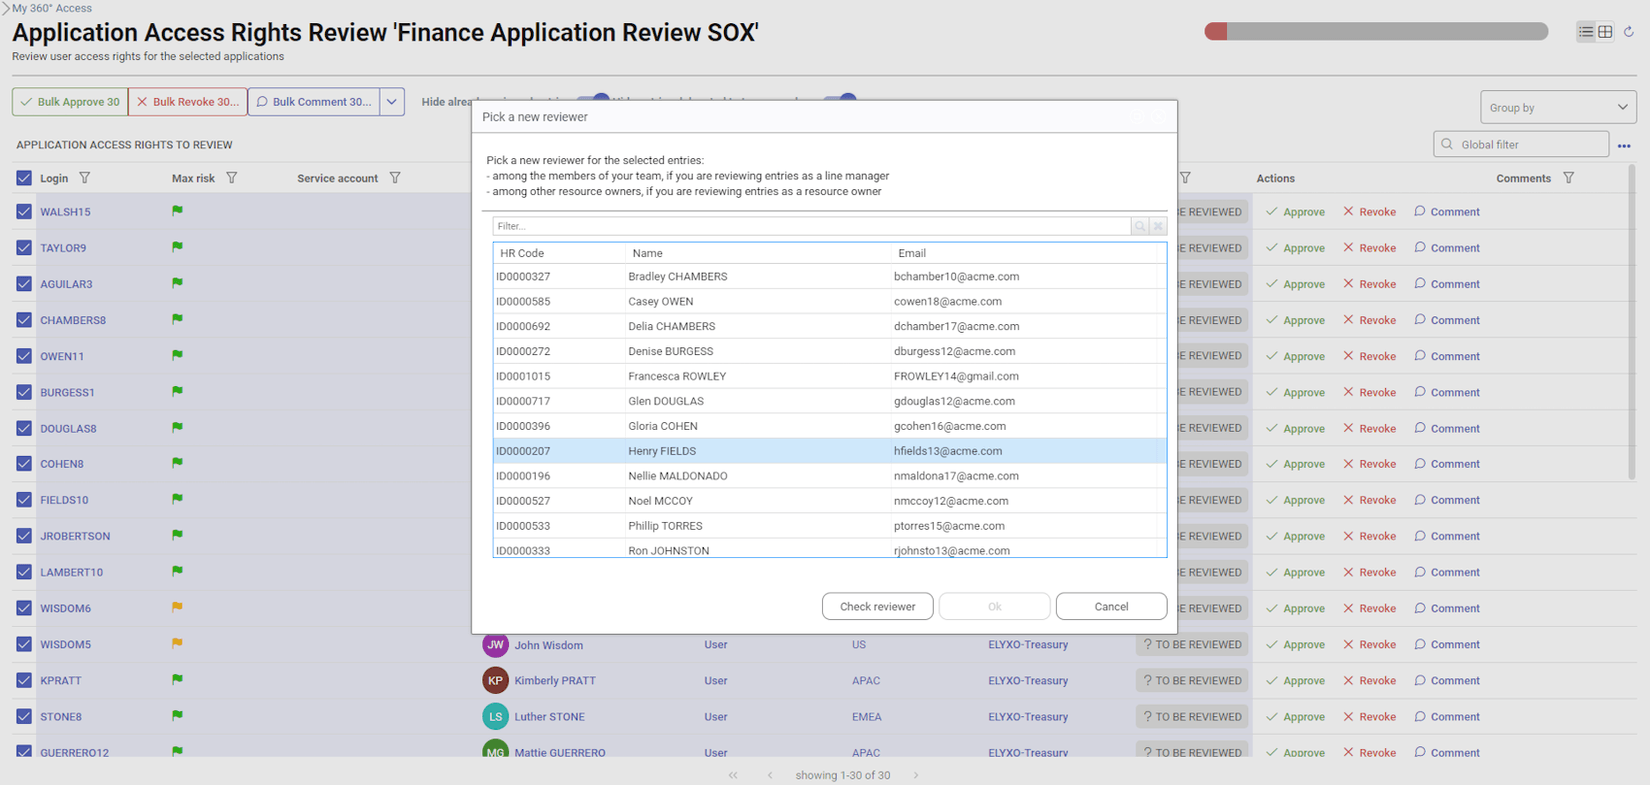 My 360° Access
Application Access Rights Review 'Finance Application Review SOX'
Review user access rights for the selected applications
Bulk Approve 30
Bulk Revoke 30...
Bulk Comment 30...
Group by
APPLICATION ACCESS RIGHTS TO REVIEW
Global filter
Login Max risk Service account Actions Comments
Pick a new reviewer
Pick a new reviewer for the selected entries:
- among the members of your team, if you are reviewing entries as a line manager
- among other resource owners, if you are reviewing entries as a resource owner
Filter...
HR Code Name Email
ID0000327 Bradley CHAMBERS bchamber10@acme.com
ID0000585 Casey OWEN cowen18@acme.com
ID0000692 Delia CHAMBERS dchamber17@acme.com
ID0000272 Denise BURGESS dburgess12@acme.com
ID0001015 Francesca ROWLEY FROWLEY14@gmail.com
ID0000717 Glen DOUGLAS gdouglas12@acme.com
ID0000396 Gloria COHEN gcohen16@acme.com
ID0000207 Henry FIELDS hfields13@acme.com
ID0000196 Nellie MALDONADO nmaldona17@acme.com
ID0000527 Noel MCCOY nmccoy12@acme.com
ID0000533 Phillip TORRES ptorres15@acme.com
ID0000333 Ron JOHNSTON rjohnsto13@acme.com
Check reviewer Ok Cancel
WALSH15 REVIEWED Approve Revoke Comment
TAYLOR9 REVIEWED Approve Revoke Comment
AGUILAR3 REVIEWED Approve Revoke Comment
CHAMBERS8 REVIEWED Approve Revoke Comment
OWEN11 REVIEWED Approve Revoke Comment
BURGESS1 REVIEWED Approve Revoke Comment
DOUGLAS8 REVIEWED Approve Revoke Comment
COHEN8 REVIEWED Approve Revoke Comment
FIELDS10 REVIEWED Approve Revoke Comment
JROBERTSON REVIEWED Approve Revoke Comment
LAMBERT10 REVIEWED Approve Revoke Comment
WISDOM6 REVIEWED Approve Revoke Comment
WISDOM5 JW John Wisdom User US ELYXO-Treasury ? TO BE REVIEWED Approve Revoke Comment
KPRATT KP Kimberly PRATT User APAC ELYXO-Treasury ? TO BE REVIEWED Approve Revoke Comment
STONE8 LS Luther STONE User EMEA ELYXO-Treasury ? TO BE REVIEWED Approve Revoke Comment
GUERRERO12 MG Mattie GUERRERO User APAC ELYXO-Treasury ? TO BE REVIEWED Approve Revoke Comment
showing 1-30 of 30